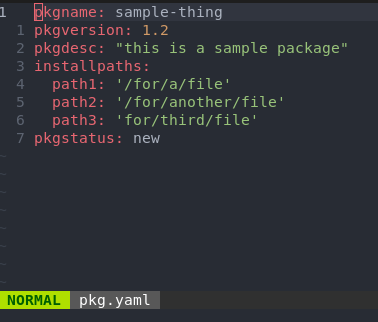 1 pkgname: sample-thing
1 pkgversion: 1.2
2 pkgdesc: "this is a sample package"
3 installpaths:
4   path1: '/for/a/file'
5   path2: '/for/another/file'
6   path3: 'for/third/file'
7 pkgstatus: new
~
~
~
~
~
~
NORMAL pkg.yaml